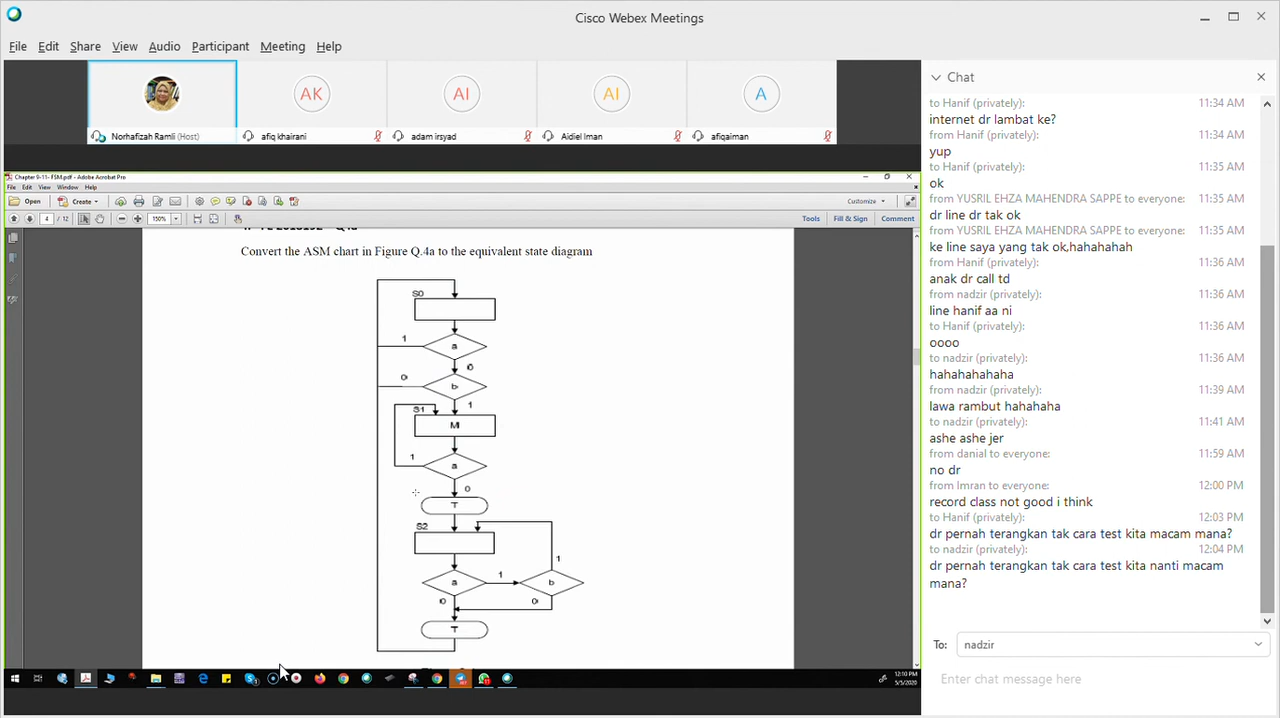 Cisco Webex Meetings
File Edit Share View Audio Participant Meeting Help
AK
AI
AI
A
Norhafizah Ramli (Host)
afiq khairani
adam irsyad
Aidiel Iman
afiqaiman
Chapter 9-11- FSM.pdf - Adobe Acrobat Pro
File Edit View Window Help
Open
Create
Customize
4 / 12
150%
Tools
Fill & Sign
Comment
Convert the ASM chart in Figure Q.4a to the equivalent state diagram
S0
1
a
0
0
b
1
S1
MI
1
a
0
T
S2
1
a
1
b
0
0
T
12:10 PM
5/5/2020
Chat
to Hanif (privately): 11:34 AM
internet dr lambat ke?
from Hanif (privately): 11:34 AM
yup
to Hanif (privately): 11:35 AM
ok
from YUSRIL EHZA MAHENDRA SAPPE to everyone: 11:35 AM
dr line dr tak ok
from YUSRIL EHZA MAHENDRA SAPPE to everyone: 11:35 AM
ke line saya yang tak ok,hahahahah
from Hanif (privately): 11:36 AM
anak dr call td
from nadzir (privately): 11:36 AM
line hanif aa ni
to Hanif (privately): 11:36 AM
oooo
to nadzir (privately): 11:36 AM
hahahahahaha
from nadzir (privately): 11:39 AM
lawa rambut hahahaha
to nadzir (privately): 11:41 AM
ashe ashe jer
from danial to everyone: 11:59 AM
no dr
from Imran to everyone: 12:00 PM
record class not good i think
to Hanif (privately): 12:03 PM
dr pernah terangkan tak cara test kita macam mana?
to nadzir (privately): 12:04 PM
dr pernah terangkan tak cara test kita nanti macam
mana?
To: nadzir
Enter chat message here